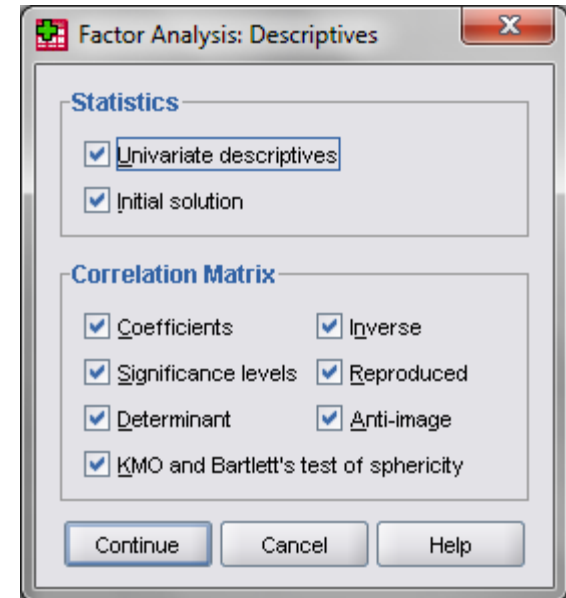 Factor Analysis: Descriptives
Statistics
Univariate descriptives
Initial solution
Correlation Matrix
Coefficients Inverse
Significance levels Reproduced
Determinant Anti-image
KMO and Bartlett's test of sphericity
Continue Cancel Help